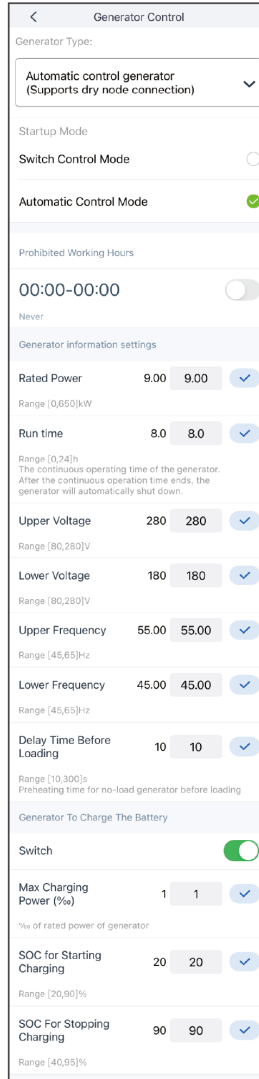 Generator Control
Generator Type:
Automatic control generator
(Supports dry node connection)
Startup Mode
Switch Control Mode
Automatic Control Mode
Prohibited Working Hours
00:00-00:00
Never
Generator information settings
Rated Power 9.00 9.00
Range [0,650]kW
Run time 8.0 8.0
Range [0,24]h
The continuous operating time of the generator.
After the continuous operation time ends, the
generator will automatically shut down.
Upper Voltage 280 280
Range [80,280]V
Lower Voltage 180 180
Range [80,280]V
Upper Frequency 55.00 55.00
Range [45,65]Hz
Lower Frequency 45.00 45.00
Range [45,65]Hz
Delay Time Before
Loading 10 10
Range [10,300]s
Preheating time for no-load generator before loading
Generator To Charge The Battery
Switch
Max Charging
Power (‰) 1 1
‰ of rated power of generator
SOC for Starting
Charging 20 20
Range [20,90]%
SOC For Stopping
Charging 90 90
Range [40,95]%